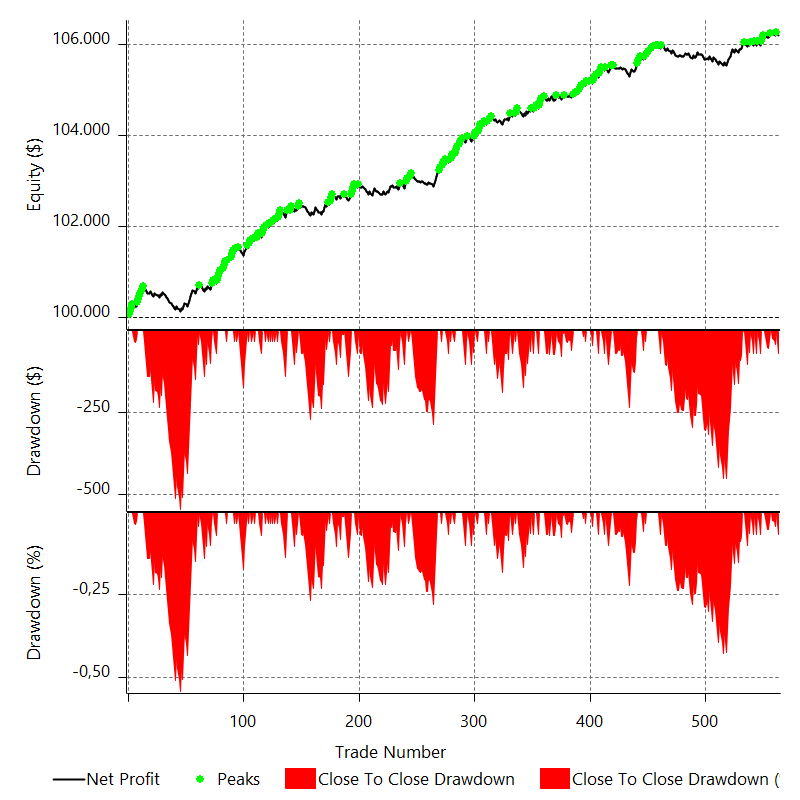 Equity ($)
106.000
104.000
102.000
100.000
Drawdown ($)
-250
-500
Drawdown (%)
-0,25
-0,50
100 200 300 400 500
Trade Number
Net Profit Peaks Close To Close Drawdown Close To Close Drawdown (